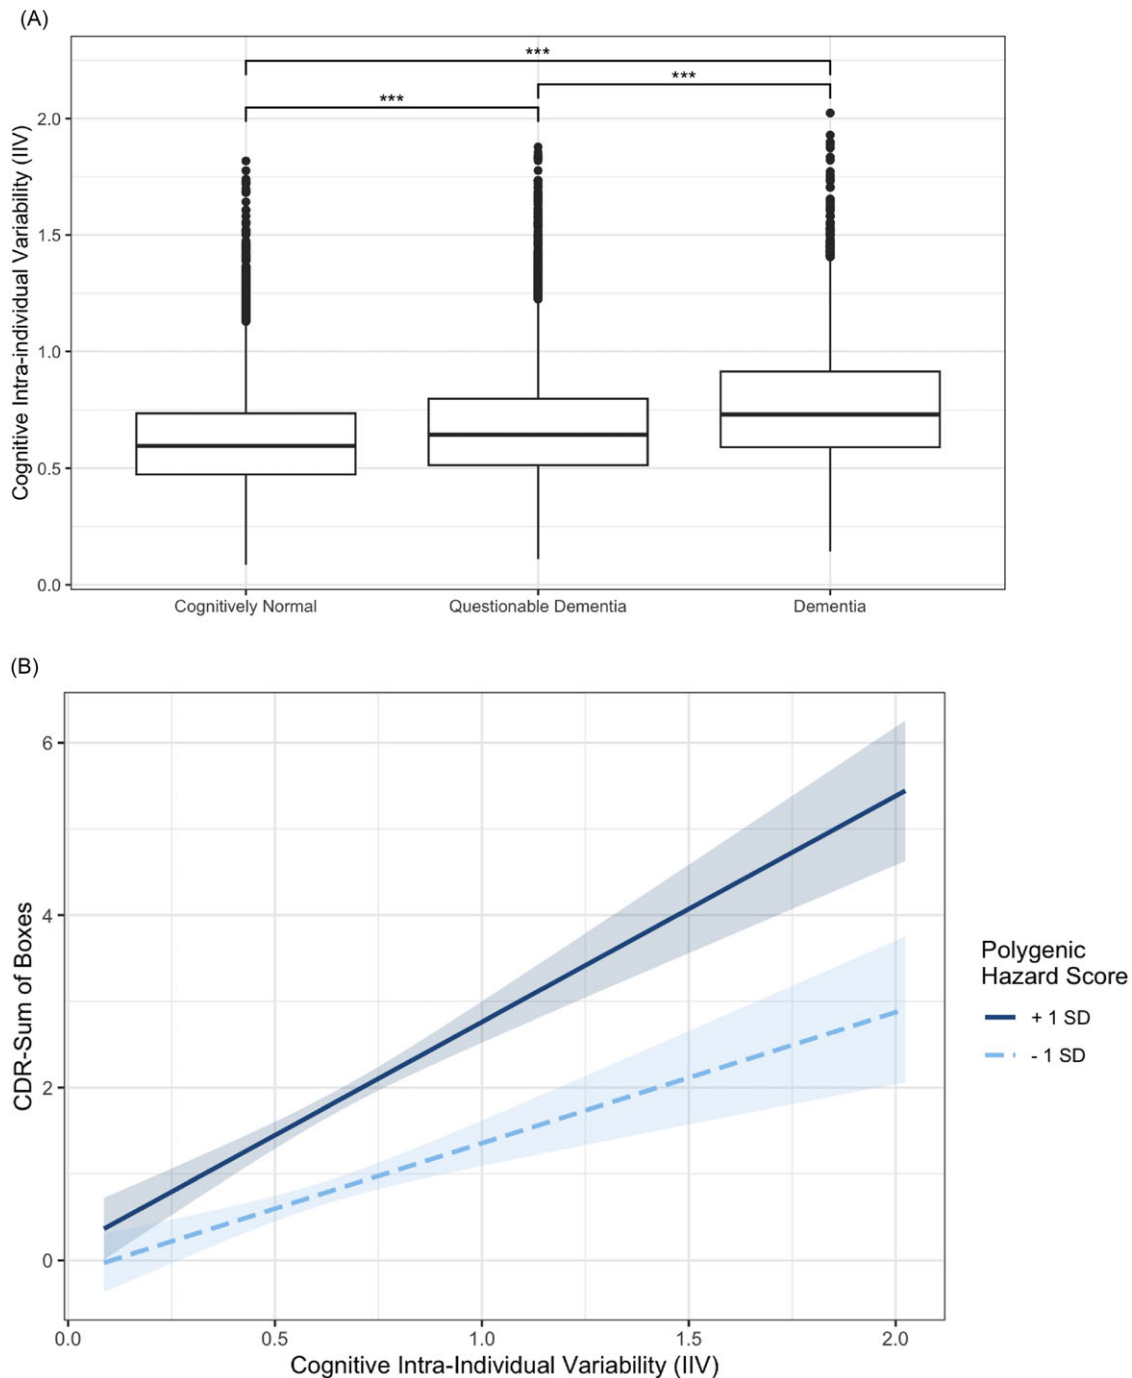 (A)
***
***
***
Cognitive Intra-individual Variability (IIV)
2.0
1.5
1.0
0.5
0.0
Cognitively Normal
Questionable Dementia
Dementia
(B)
CDR-Sum of Boxes
6
4
2
0
0.0
0.5
1.0
1.5
2.0
Cognitive Intra-Individual Variability (IIV)
Polygenic
Hazard Score
+ 1 SD
- 1 SD